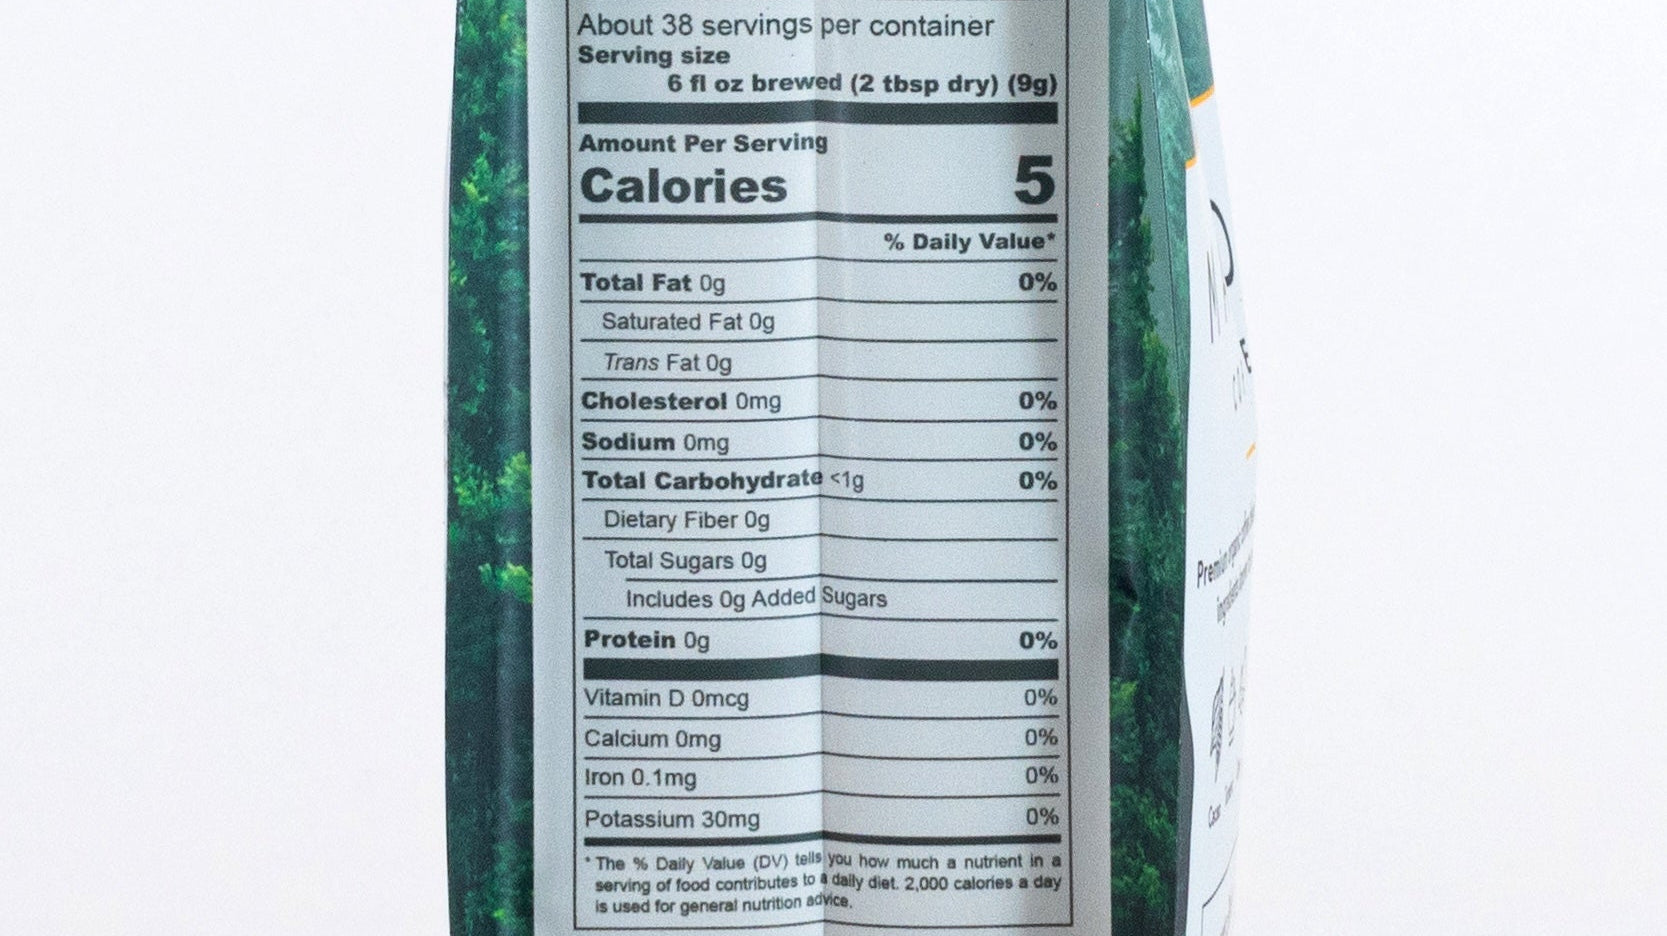 About 38 servings per container
Serving size
6 fl oz brewed (2 tbsp dry) (9g)
Amount Per Serving
Calories 5
% Daily Value*
Total Fat 0g 0%
Saturated Fat 0g
Trans Fat 0g
Cholesterol 0mg 0%
Sodium 0mg 0%
Total Carbohydrate <1g 0%
Dietary Fiber 0g
Total Sugars 0g
Includes 0g Added Sugars
Protein 0g 0%
Vitamin D 0mcg 0%
Calcium 0mg 0%
Iron 0.1mg 0%
Potassium 30mg 0%
* The % Daily Value (DV) tells you how much a nutrient in a
serving of food contributes to a daily diet. 2,000 calories a day
is used for general nutrition advice.